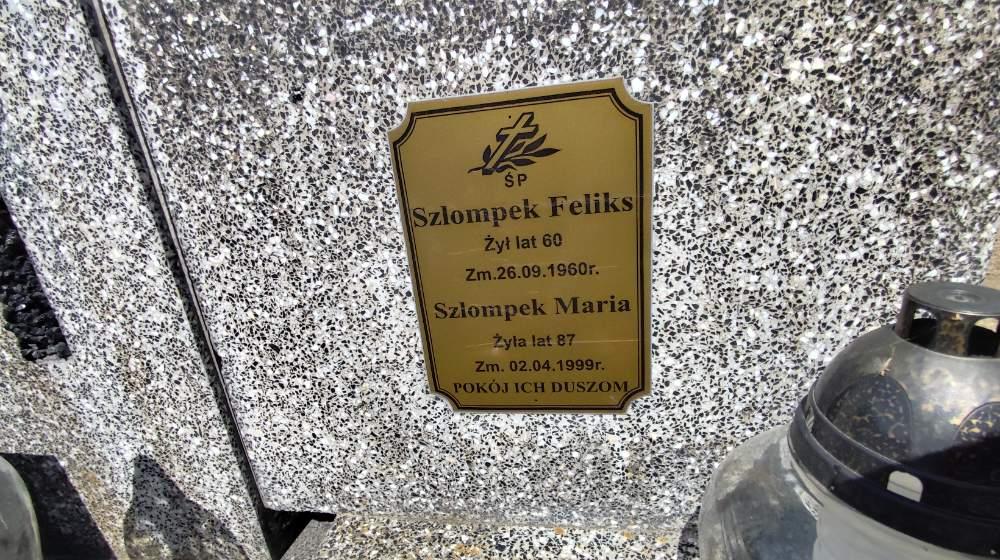 ŚP
Szlompek Feliks
Żył lat 60
Zm.26.09.1960r.
Szlompek Maria
Żyla lat 87
Zm. 02.04.1999r.
POKÓJ ICH DUSZOM